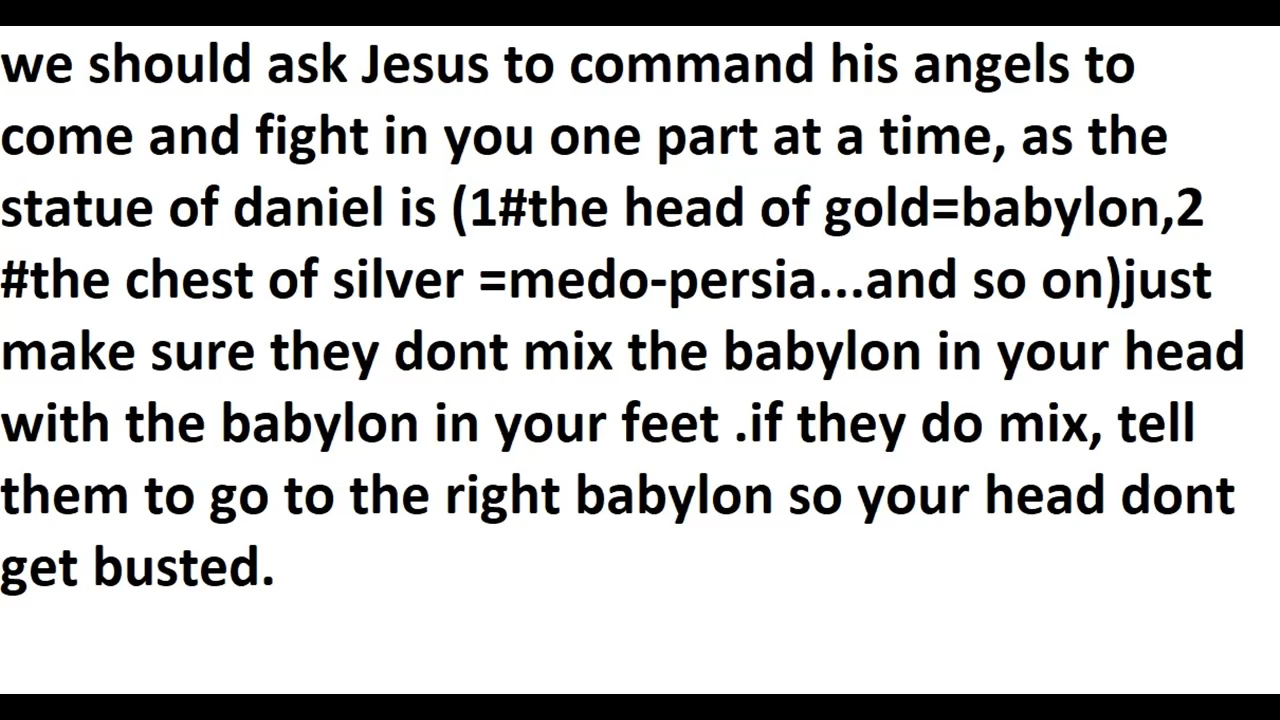 we should ask Jesus to command his angels to
come and fight in you one part at a time, as the
statue of daniel is (1#the head of gold=babylon,2
#the chest of silver =medo-persia...and so on)just
make sure they dont mix the babylon in your head
with the babylon in your feet .if they do mix, tell
them to go to the right babylon so your head dont
get busted.